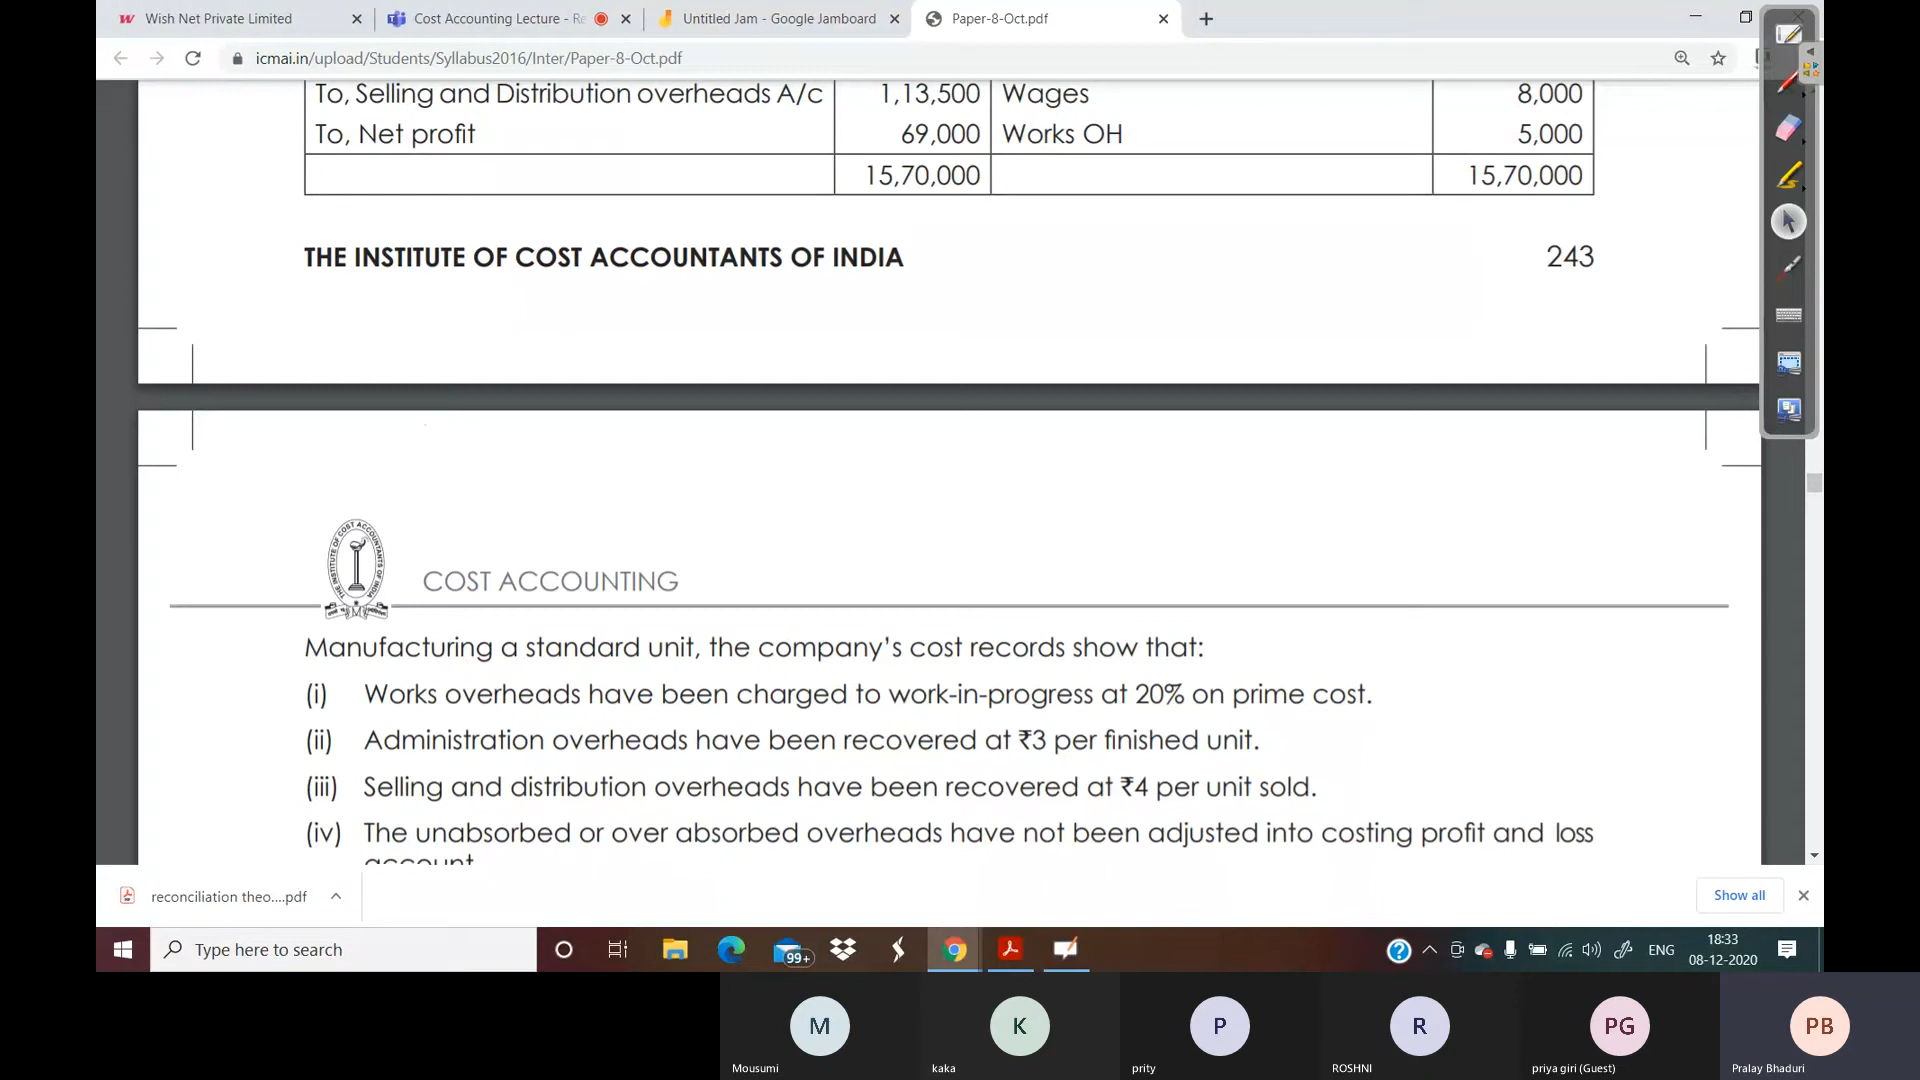 Wish Net Private Limited
Cost Accounting Lecture - Re
Untitled Jam - Google Jamboard
Paper-8-Oct.pdf
icmai.in/upload/Students/Syllabus2016/Inter/Paper-8-Oct.pdf
To, Selling and Distribution overheads A/c 1,13,500 Wages 8,000
To, Net profit 69,000 Works OH 5,000
15,70,000 15,70,000
THE INSTITUTE OF COST ACCOUNTANTS OF INDIA 243
THE INSTITUTE OF COST ACCOUNTANTS OF INDIA
COST ACCOUNTING
Manufacturing a standard unit, the company's cost records show that:
(i) Works overheads have been charged to work-in-progress at 20% on prime cost.
(ii) Administration overheads have been recovered at ₹3 per finished unit.
(iii) Selling and distribution overheads have been recovered at ₹4 per unit sold.
(iv) The unabsorbed or over absorbed overheads have not been adjusted into costing profit and loss
account
reconciliation theo....pdf
Show all
Type here to search
99+
ENG
18:33
08-12-2020
M K P R PG PB
Mousumi kaka prity ROSHNI priya giri (Guest) Pralay Bhaduri